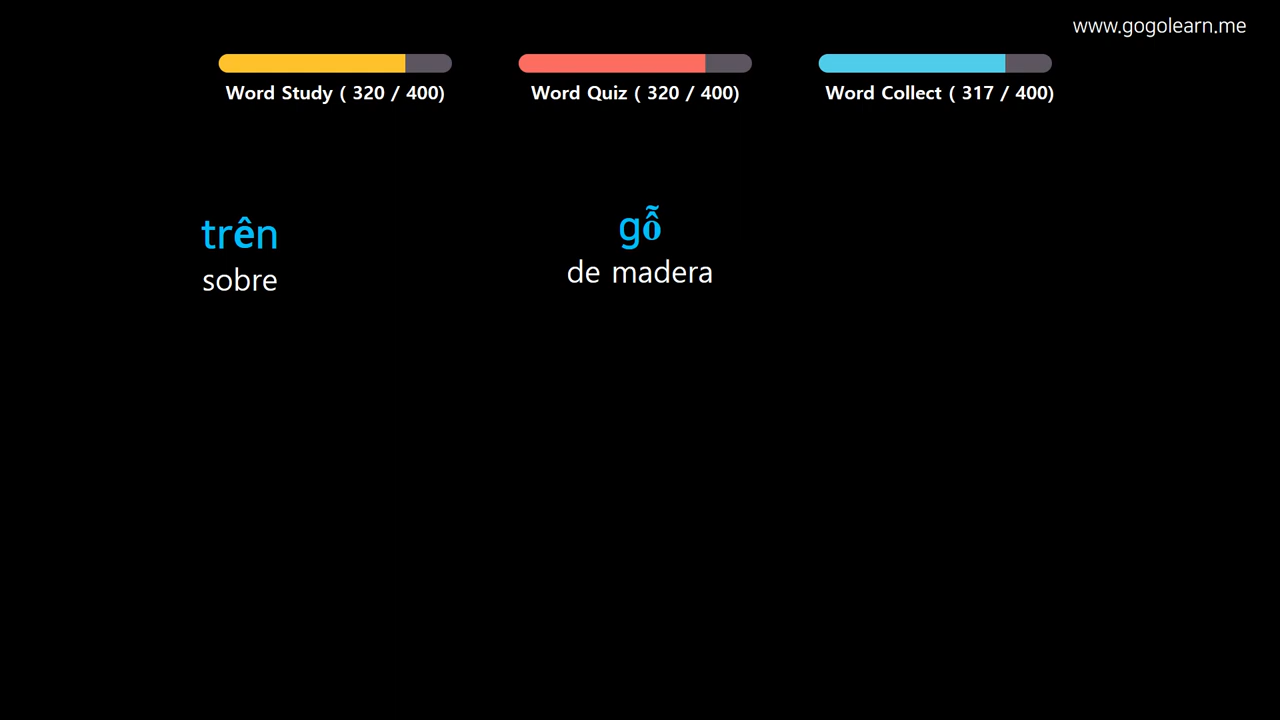 www.gogolearn.me
Word Study ( 320 / 400)
Word Quiz ( 320 / 400)
Word Collect ( 317 / 400)
trên
sobre
gỗ
de madera